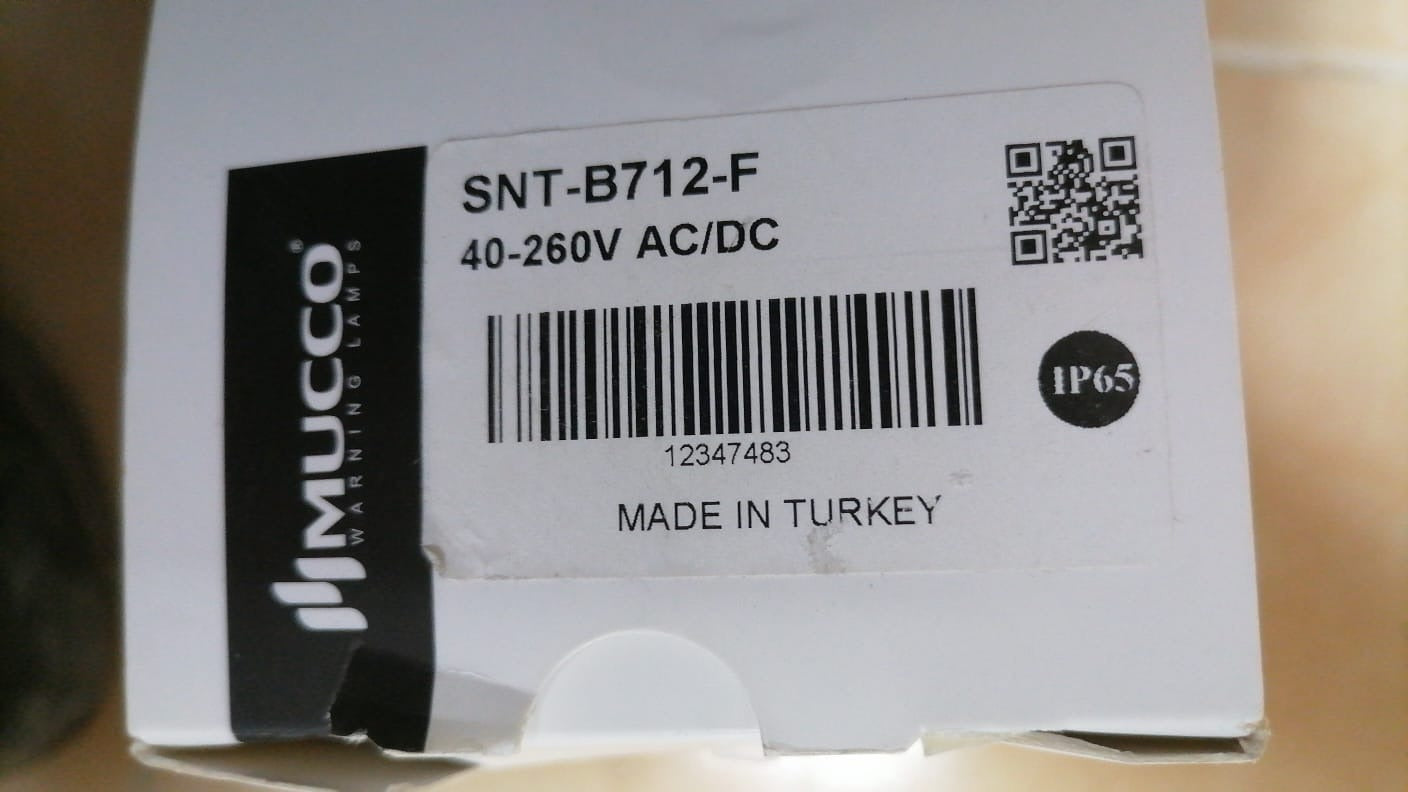 MUCCO®
WARNING LAMPS
SNT-B712-F
40-260V AC/DC
12347483
IP65
MADE IN TURKEY